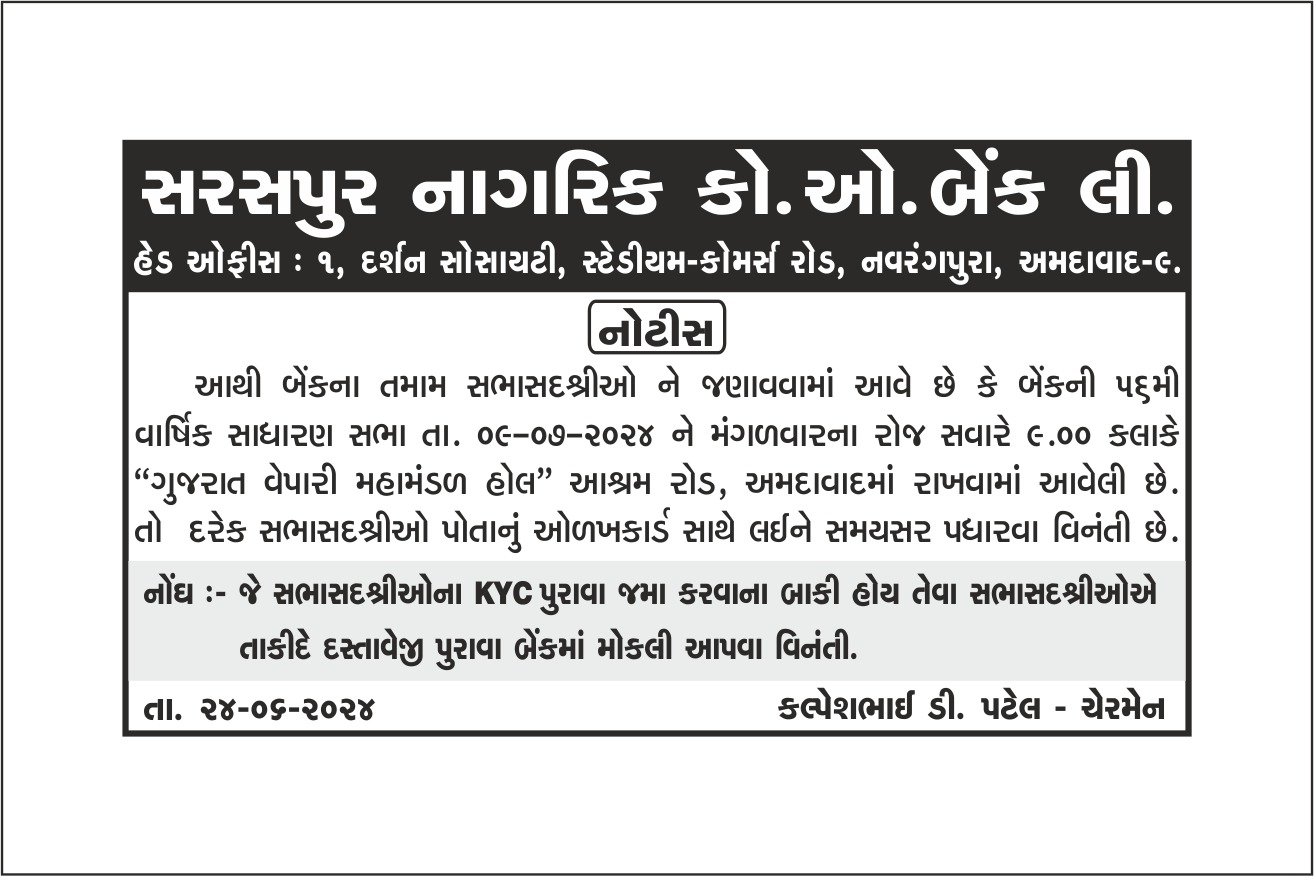 સરસપુર નાગરિક કો.ઓ.બેંક લી.
હેડ ઓફીસ : ૧, દર્શન સોસાયટી, સ્ટેડીયમ-કોમર્સ રોડ, નવરંગપુરા, અમદાવાદ-૯.
નોટીસ
આથી બેંકના તમામ સભાસદશ્રીઓ ને જણાવવામાં આવે છે કે બેંકની ૫૬મી
વાર્ષિક સાધારણ સભા તા. ૦૯–૦૭–૨૦૨૪ ને મંગળવારના રોજ સવારે ૯.૦૦ કલાકે
“ગુજરાત વેપારી મહામંડળ હોલ” આશ્રમ રોડ, અમદાવાદમાં રાખવામાં આવેલી છે.
તો દરેક સભાસદશ્રીઓ પોતાનું ઓળખકાર્ડ સાથે લઈને સમયસર પધારવા વિનંતી છે.
નોંધ :- જે સભાસદશ્રીઓના KYC પુરાવા જમા કરવાના બાકી હોય તેવા સભાસદશ્રીઓએ
તાકીદે દસ્તાવેજી પુરાવા બેંકમાં મોકલી આપવા વિનંતી.
તા. ૨૪-૦૬-૨૦૨૪ કલ્પેશભાઈ ડી. પટેલ - ચેરમેન